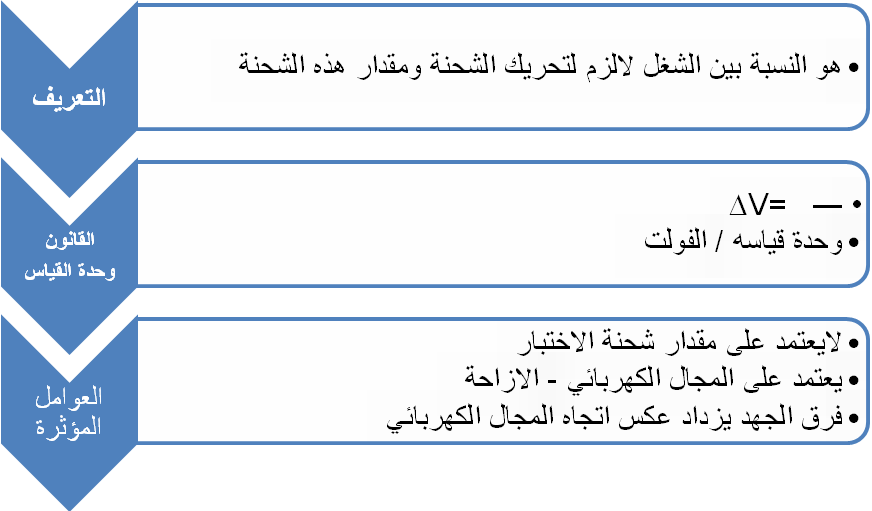 التعريف
• هو النسبة بين الشغل لالزم لتحريك الشحنة ومقدار هذه الشحنة
القانون
وحدة القياس
• ∆V= —
• وحدة قياسه / الفولت
العوامل
المؤثرة
• لايعتمد على مقدار شحنة الاختبار
• يعتمد على المجال الكهربائي - الازاحة
• فرق الجهد يزداد عكس اتجاه المجال الكهربائي